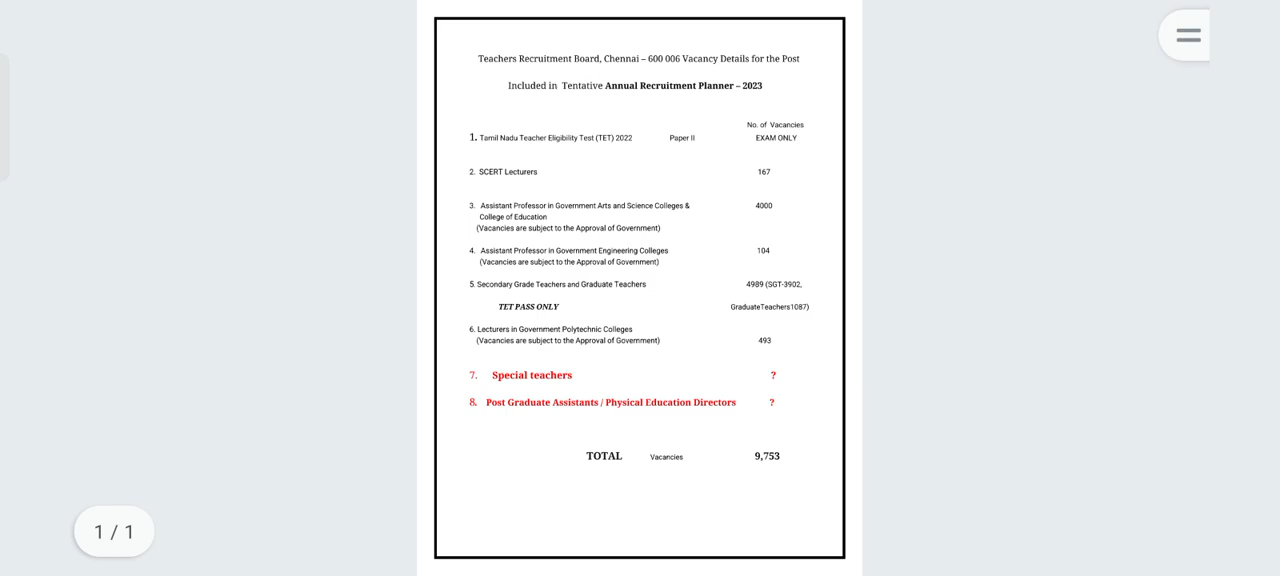 Teachers Recruitment Board, Chennai – 600 006 Vacancy Details for the Post
Included in Tentative Annual Recruitment Planner – 2023
No. of Vacancies
1. Tamil Nadu Teacher Eligibility Test (TET) 2022 Paper II EXAM ONLY
2. SCERT Lecturers 167
3. Assistant Professor in Government Arts and Science Colleges & 4000
College of Education
(Vacancies are subject to the Approval of Government)
4. Assistant Professor in Government Engineering Colleges 104
(Vacancies are subject to the Approval of Government)
5. Secondary Grade Teachers and Graduate Teachers 4989 (SGT-3902,
TET PASS ONLY GraduateTeachers1087)
6. Lecturers in Government Polytechnic Colleges
(Vacancies are subject to the Approval of Government) 493
7. Special teachers ?
8. Post Graduate Assistants / Physical Education Directors ?
TOTAL Vacancies 9,753
1 / 1